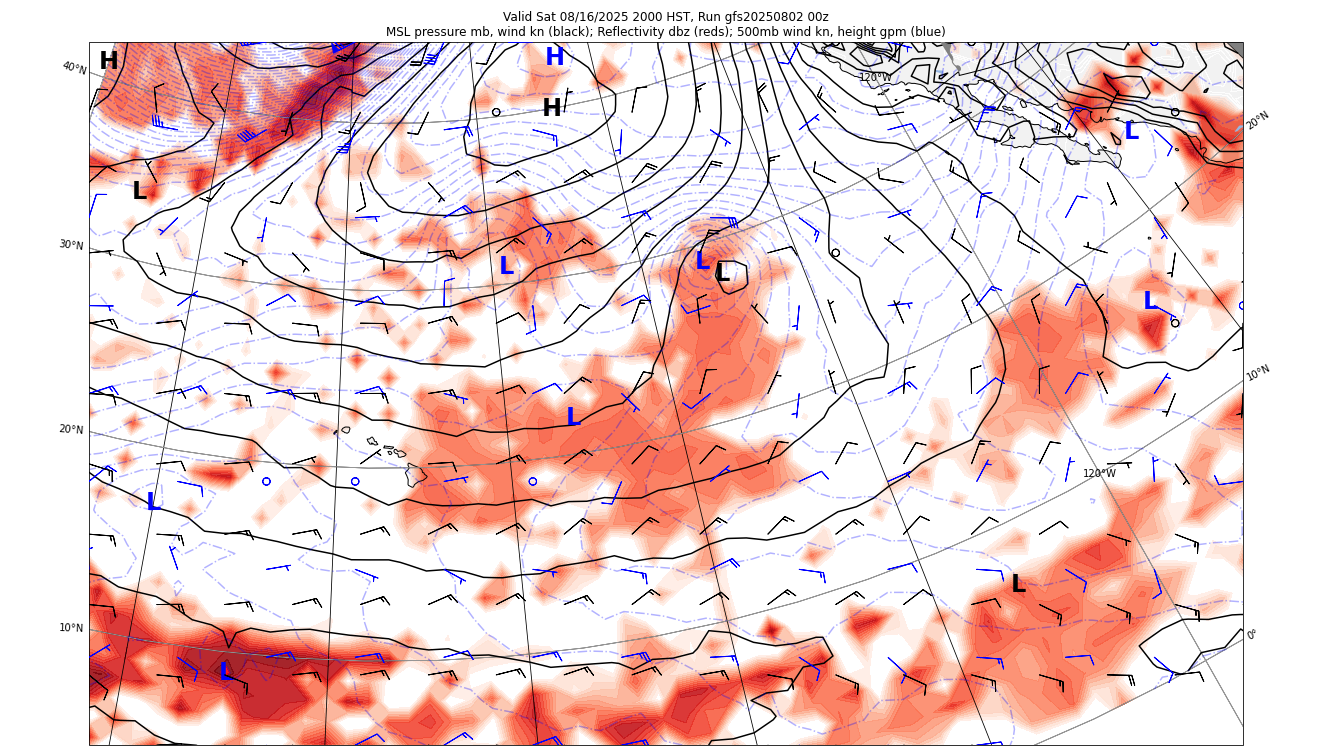 Valid Sat 08/16/2025 2000 HST, Run gfs20250802 00z
MSL pressure mb, wind kn (black); Reflectivity dbz (reds); 500mb wind kn, height gpm (blue)
H
H
40°N
120°W
H
20°N
L
L
30°N
L
L
L
L
10°N
L
20°N
120°W
L
L
10°N
0°
L